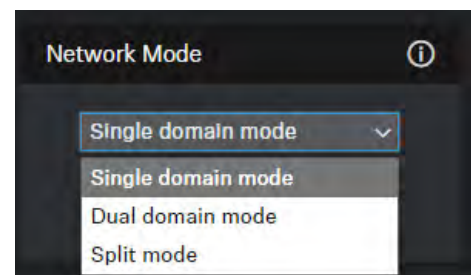 Network Mode
Single domain mode
Single domain mode
Dual domain mode
Split mode